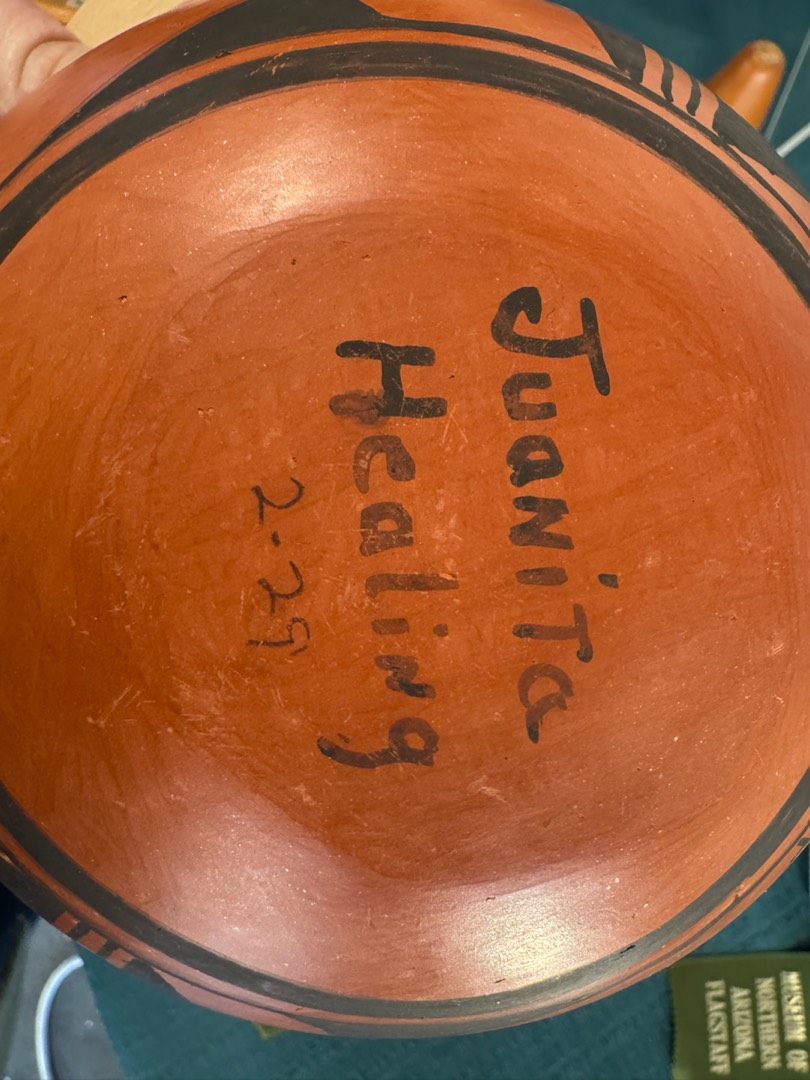 JuaNiTa
Healing
2-29
MUSEUM OF
NORTHERN
ARIZONA
FLAGSTAFF